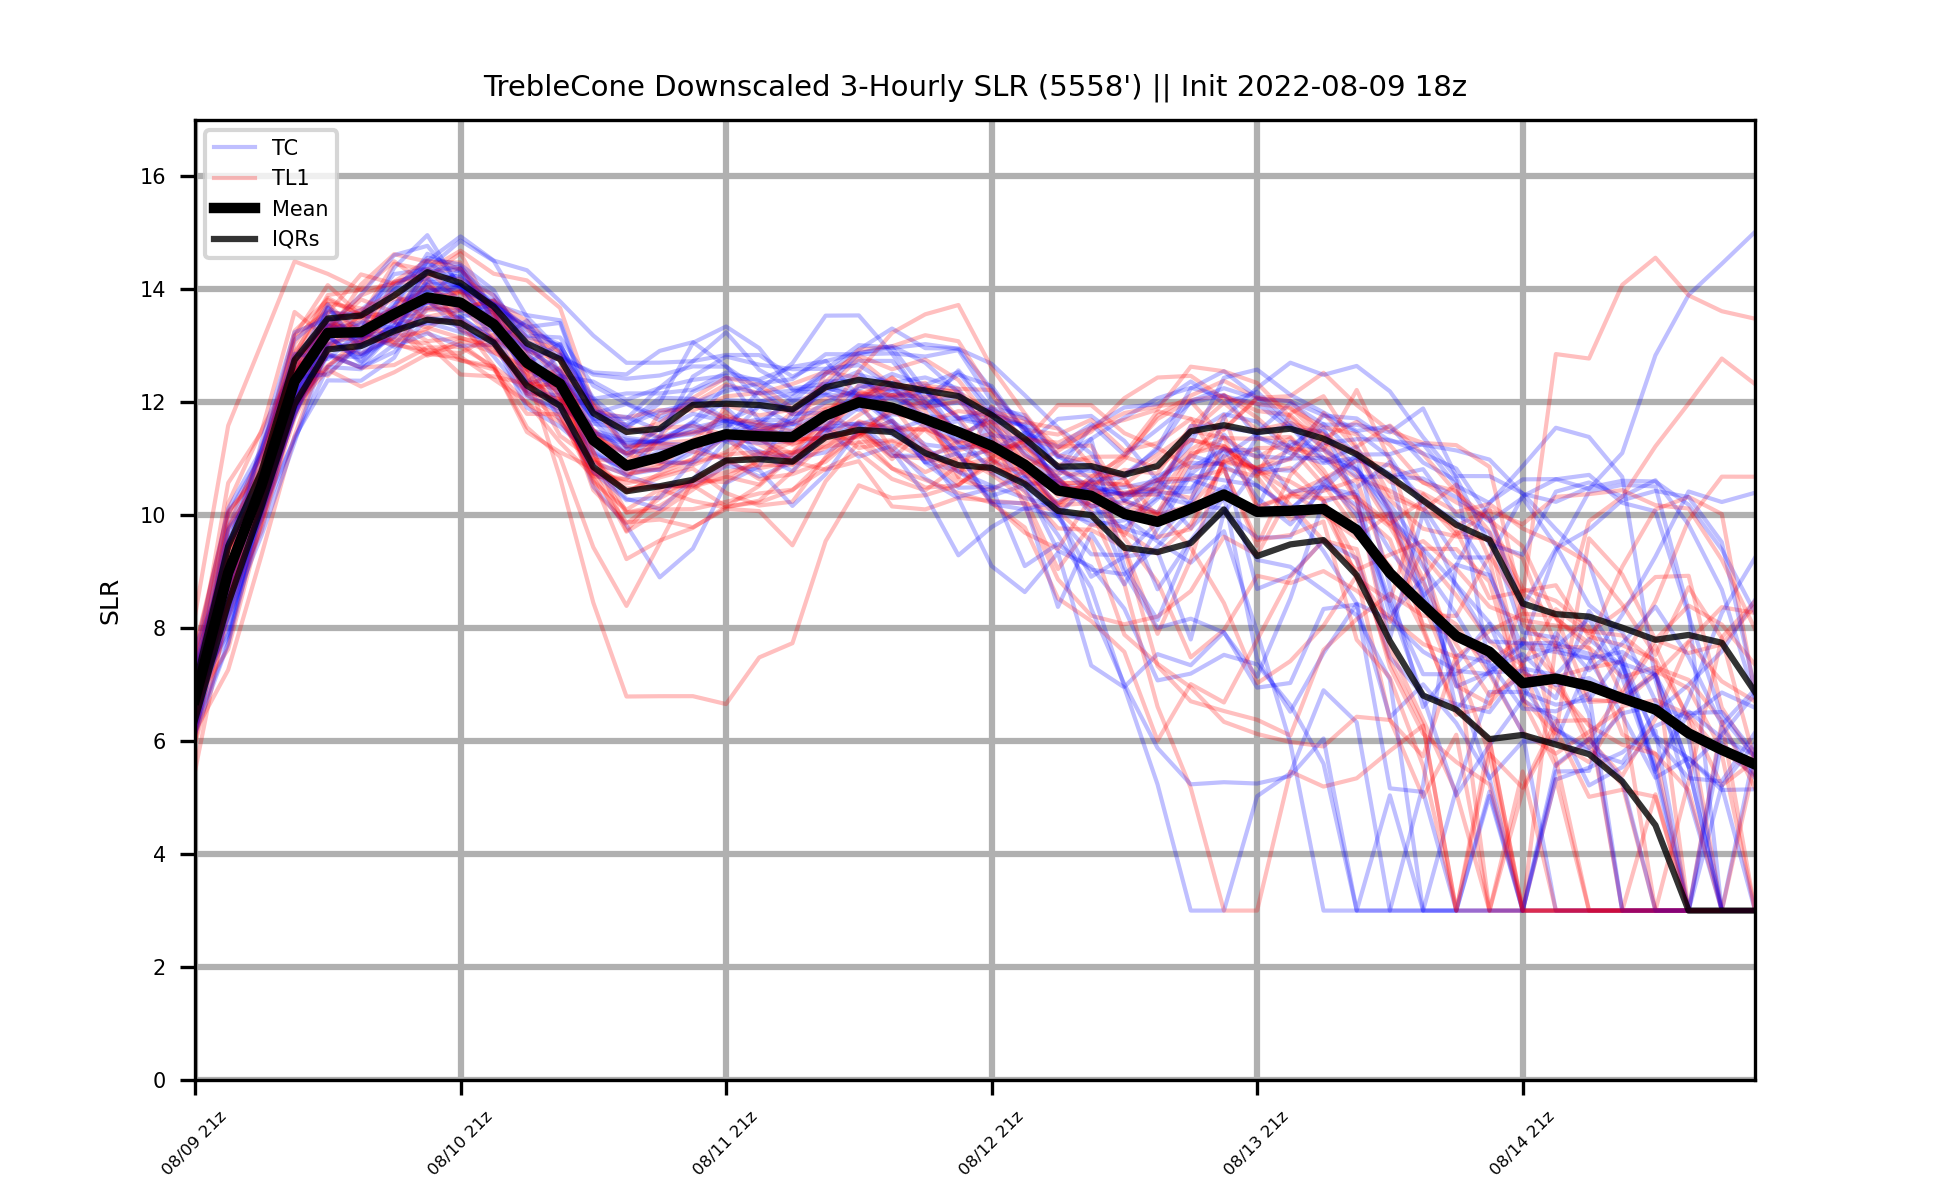 TrebleCone Downscaled 3-Hourly SLR (5558') || Init 2022-08-09 18z
TC
TL1
Mean
IQRs
SLR
16
14
12
10
8
6
4
2
0
08/09 21z
08/10 21z
08/11 21z
08/12 21z
08/13 21z
08/14 21z